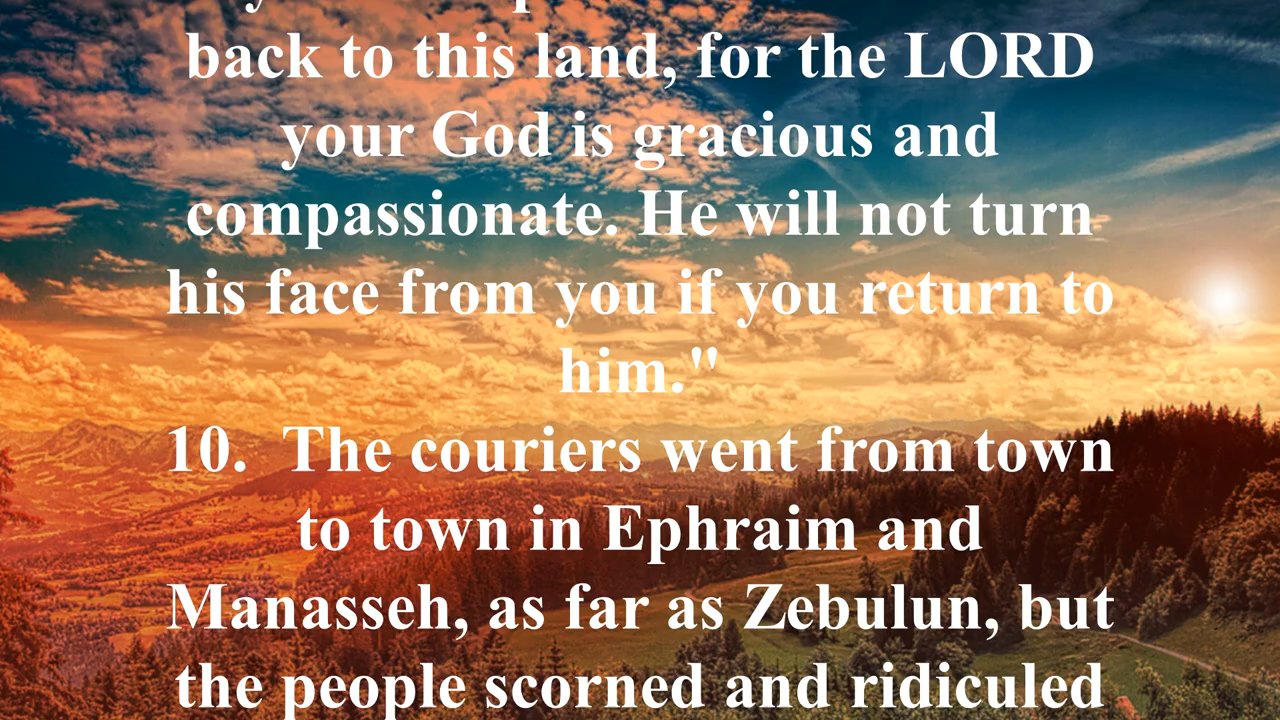 back to this land, for the LORD
your God is gracious and
compassionate. He will not turn
his face from you if you return to
him."
10. The couriers went from town
to town in Ephraim and
Manasseh, as far as Zebulun, but
the people scorned and ridiculed